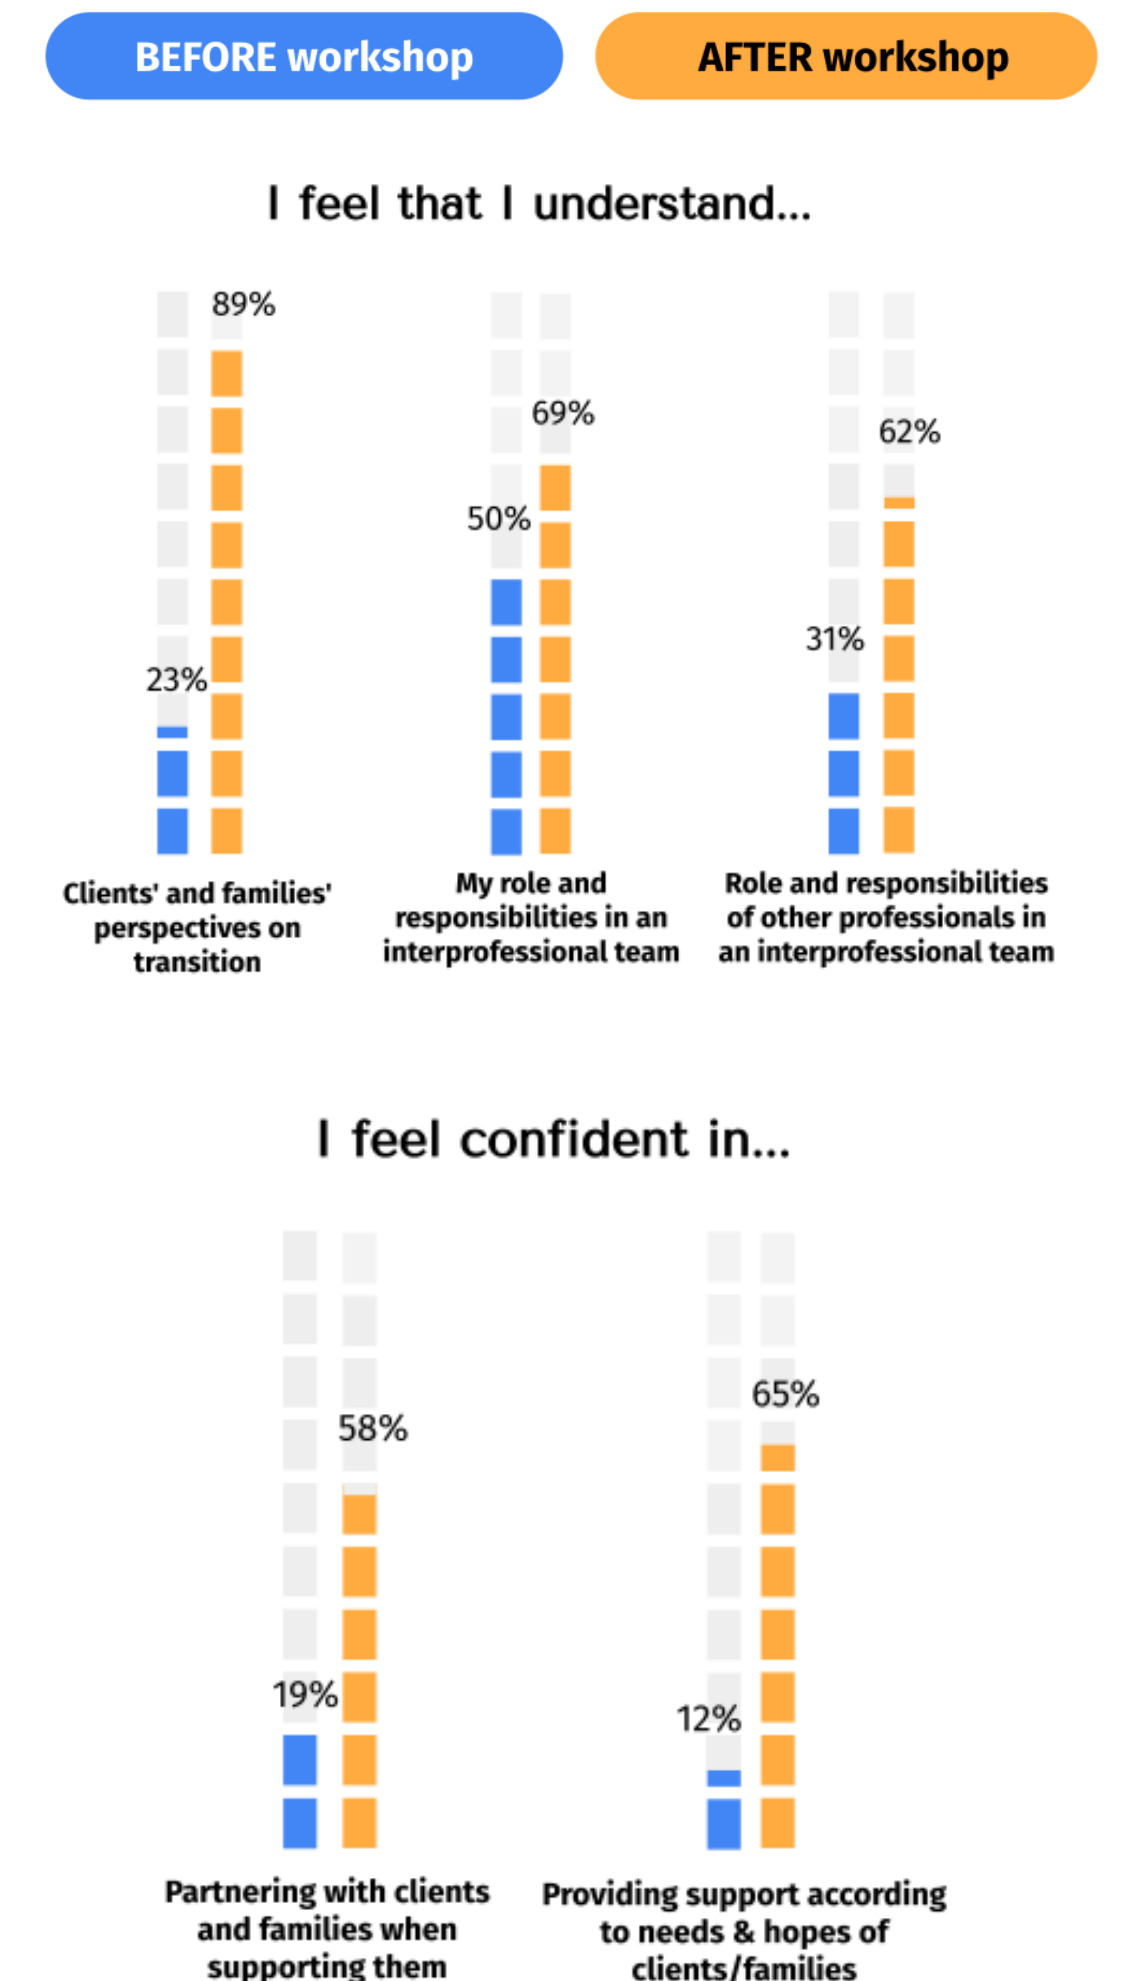 BEFORE workshop
AFTER workshop
I feel that I understand...
89%
69%
62%
50%
31%
23%
Clients' and families'
perspectives on
transition
My role and
responsibilities in an
interprofessional team
Role and responsibilities
of other professionals in
an interprofessional team
I feel confident in...
65%
58%
19%
12%
Partnering with clients
and families when
supporting them
Providing support according
to needs & hopes of
clients/families